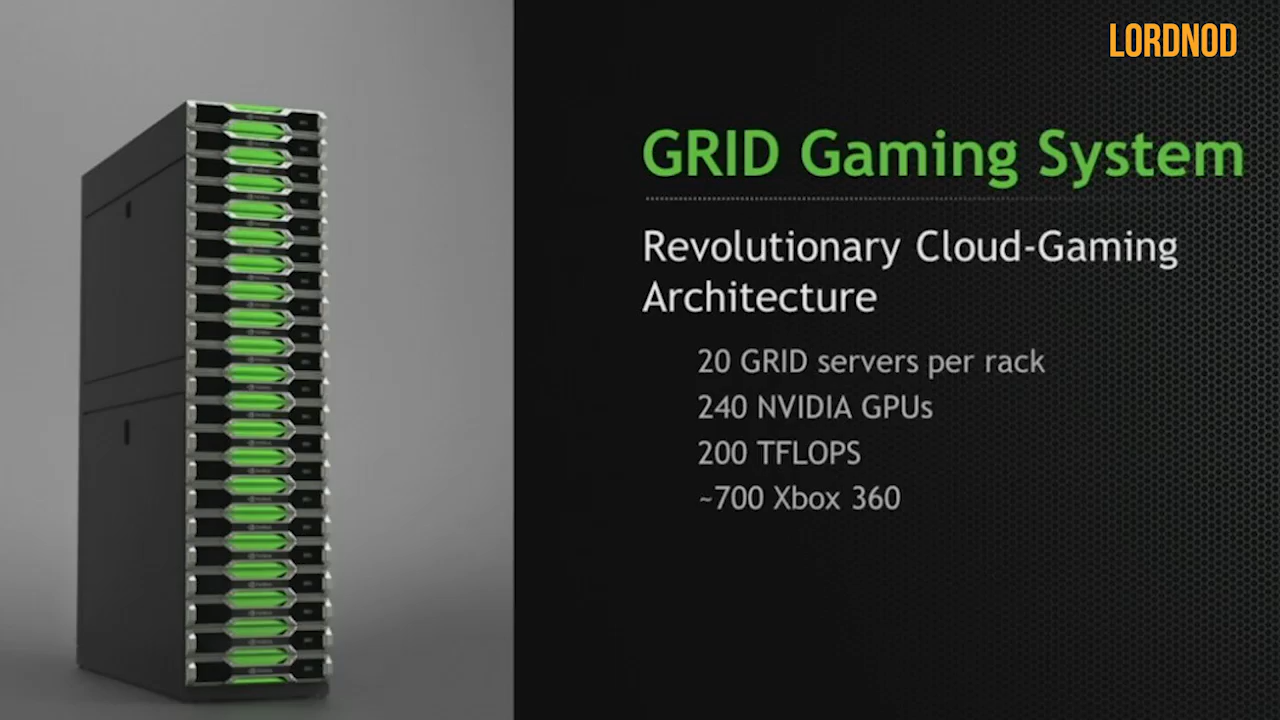 LORDNOD
GRID Gaming System
Revolutionary Cloud-Gaming
Architecture
20 GRID servers per rack
240 NVIDIA GPUs
200 TFLOPS
~700 Xbox 360